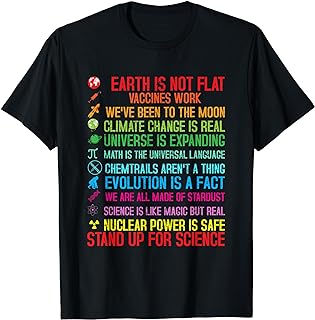 EARTH IS NOT FLAT
VACCINES WORK
WE'VE BEEN TO THE MOON
CLIMATE CHANGE IS REAL
UNIVERSE IS EXPANDING
MATH IS THE UNIVERSAL LANGUAGE
CHEMTRAILS AREN'T A THING
EVOLUTION IS A FACT
WE ARE ALL MADE OF STARDUST
SCIENCE IS LIKE MAGIC BUT REAL
NUCLEAR POWER IS SAFE
STAND UP FOR SCIENCE